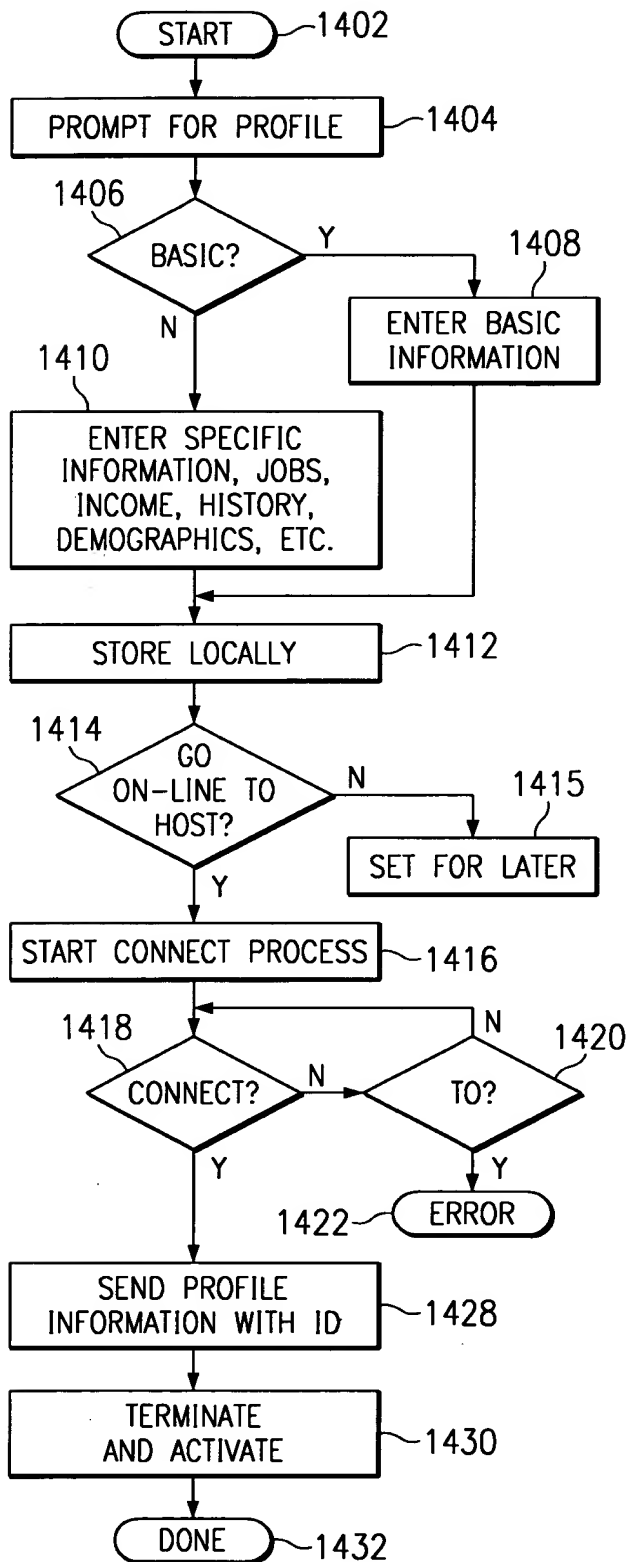 START
1402
PROMPT FOR PROFILE
1404
1406
BASIC?
Y
N
1408
ENTER BASIC
INFORMATION
1410
ENTER SPECIFIC
INFORMATION, JOBS,
INCOME, HISTORY,
DEMOGRAPHICS, ETC.
STORE LOCALLY
1412
1414
GO
ON-LINE TO
HOST?
N
Y
1415
SET FOR LATER
START CONNECT PROCESS
1416
1418
CONNECT?
N
Y
1420
TO?
N
Y
1422
ERROR
SEND PROFILE
INFORMATION WITH ID
1428
TERMINATE
AND ACTIVATE
1430
DONE
1432